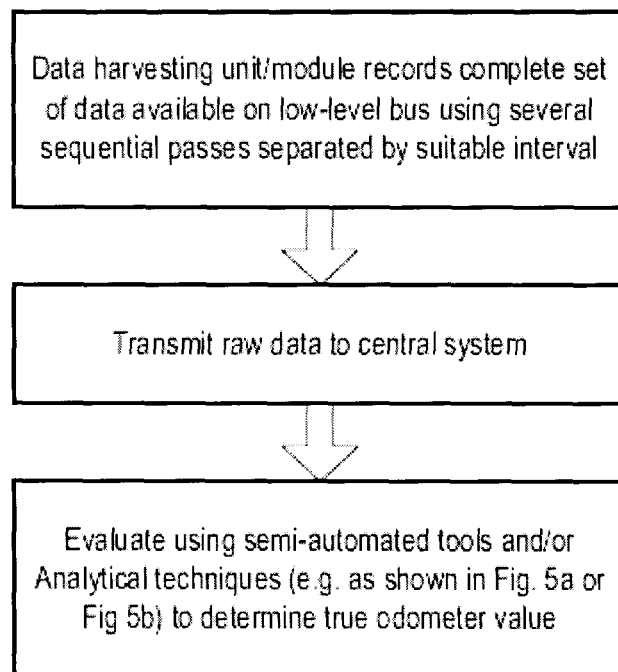 Data harvesting unit/module records complete set
of data available on low-level bus using several
sequential passes separated by suitable interval
Transmit raw data to central system
Evaluate using semi-automated tools and/or
Analytical techniques (e.g. as shown in Fig. 5a or
Fig 5b) to determine true odometer value